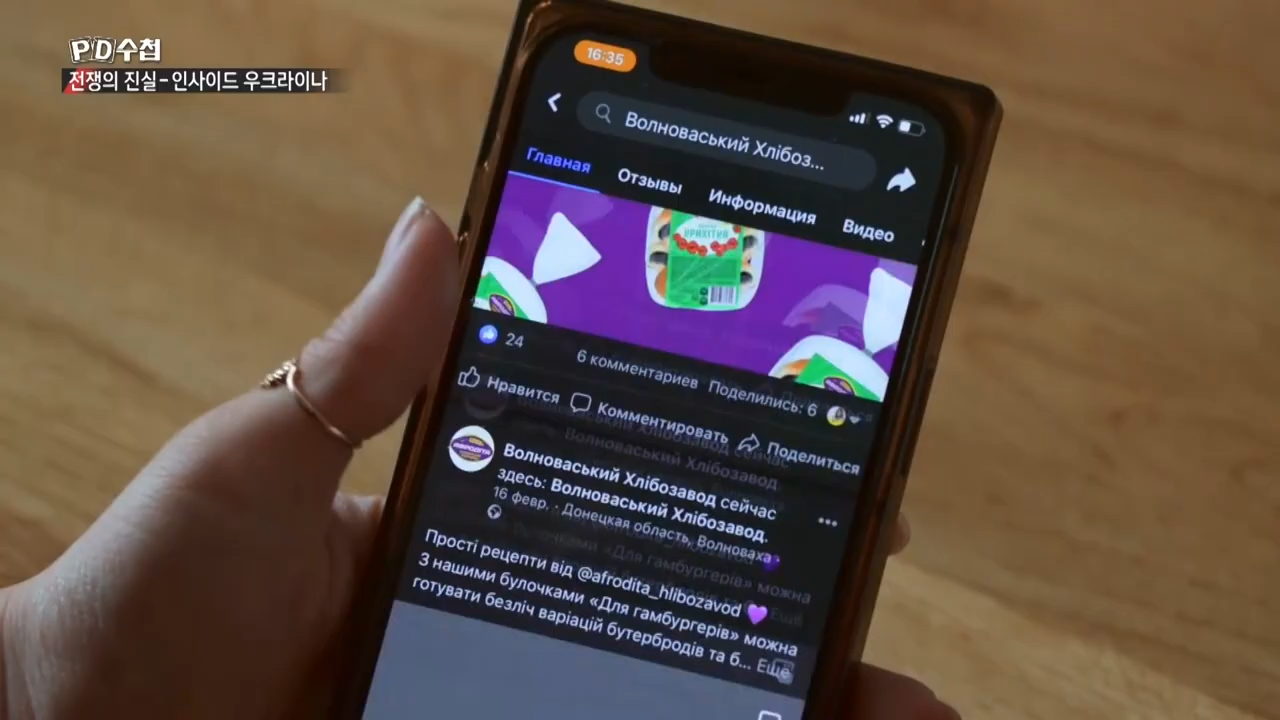 PD수첩
전쟁의 진실-인사이드 우크라이나
16:35
Волноваський Хлібоз...
Главная Отзывы Информация Видео
24 6 комментариев Поделились: 6
Нравится Комментировать Поделиться
Волноваський Хлібозавод сейчас
здесь: Волноваський Хлібозавод.
16 февр. · Донецкая область, Волноваха ·
Прості рецепти від @afrodita_hlibozavod 💜
З нашими булочками «Для гамбургерів» можна
готувати безліч варіацій бутербродів та б... Ещё